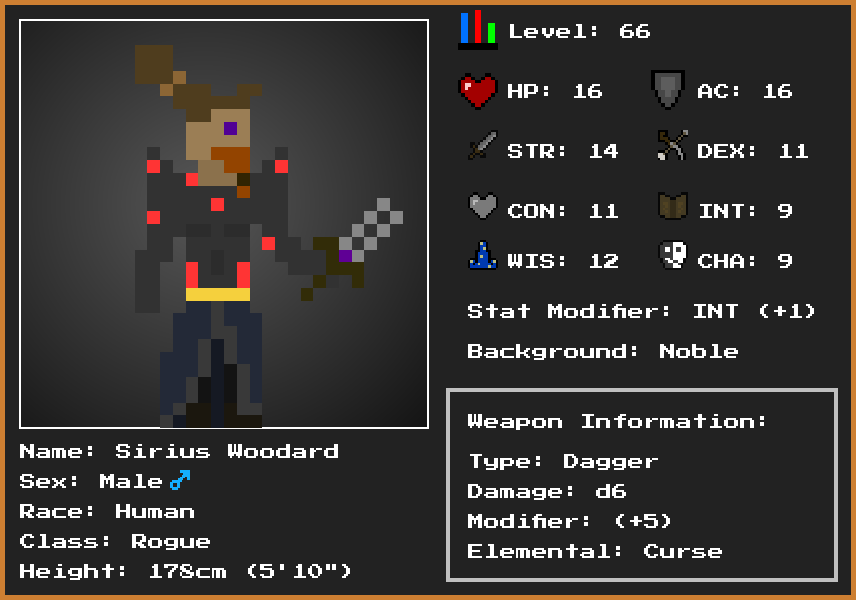 Level: 66
HP: 16
AC: 16
STR: 14
DEX: 11
CON: 11
INT: 9
WIS: 12
CHA: 9
Stat Modifier: INT (+1)
Background: Noble
Name: Sirius Woodard
Sex: Male♂
Race: Human
Class: Rogue
Height: 178cm (5'10")
Weapon Information:
Type: Dagger
Damage: d6
Modifier: (+5)
Elemental: Curse